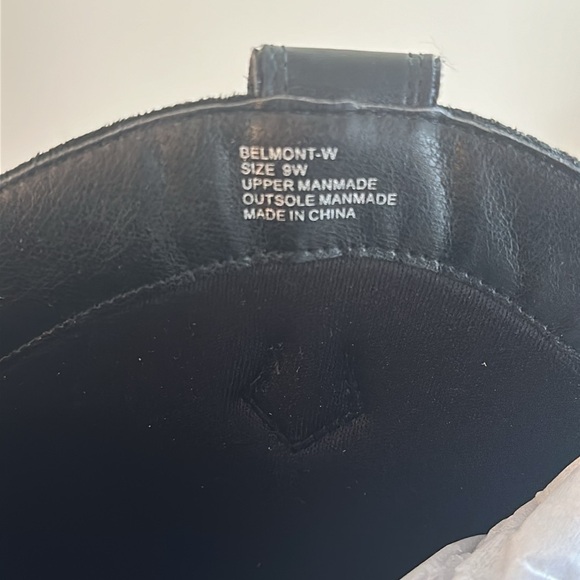 BELMONT-W
SIZE 9W
UPPER MANMADE
OUTSOLE MANMADE
MADE IN CHINA